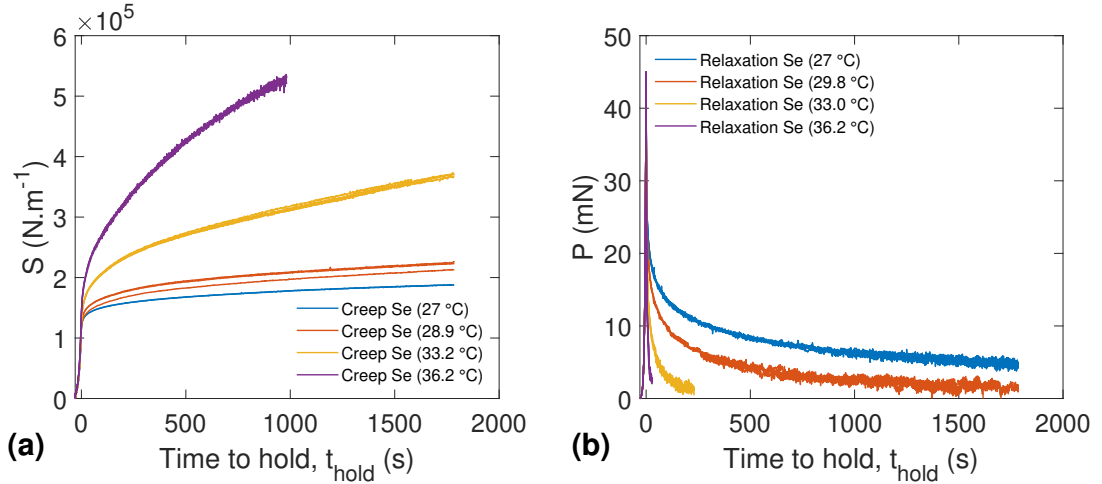 ×10⁵
6
5
4
3
2
1
0
S (N.m⁻¹)
0 500 1000 1500 2000
Time to hold, t_hold (s)
Creep Se (27 °C)
Creep Se (28.9 °C)
Creep Se (33.2 °C)
Creep Se (36.2 °C)
(a)
50
40
30
20
10
0
P (mN)
0 500 1000 1500 2000
Time to hold, t_hold (s)
Relaxation Se (27 °C)
Relaxation Se (29.8 °C)
Relaxation Se (33.0 °C)
Relaxation Se (36.2 °C)
(b)